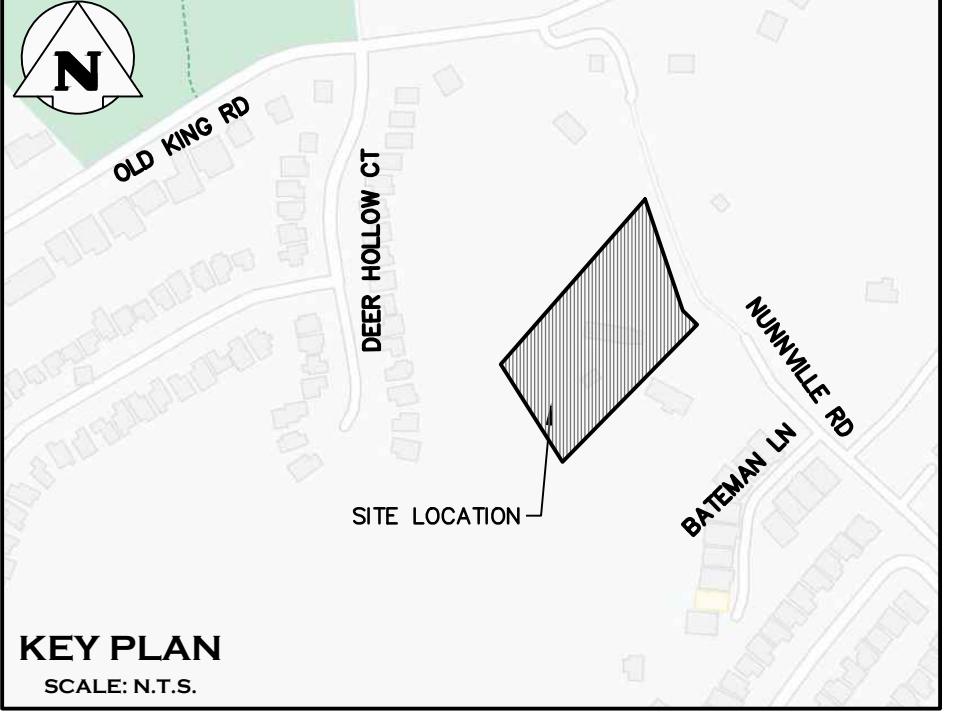 N
OLD KING RD
DEER HOLLOW CT
NUNNVILLE RD
BATEMAN LN
SITE LOCATION
KEY PLAN
SCALE: N.T.S.